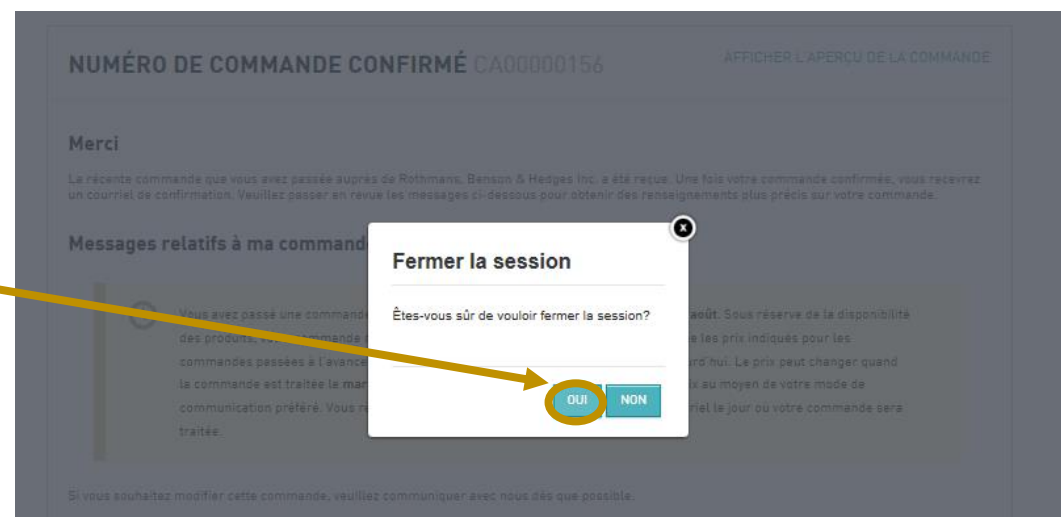 NUMÉRO DE COMMANDE CONFIRMÉ CA00000156
AFFICHER L'APERÇU DE LA COMMANDE
Merci
La récente commande que vous avez passée auprès de Rothmans, Benson & Hedges Inc. a été reçue. Une fois votre commande confirmée, vous recevrez
un courriel de confirmation. Veuillez passer en revue les messages ci-dessous pour obtenir des renseignements plus précis sur votre commande.
Messages relatifs à ma command
x
Fermer la session
Êtes-vous sûr de vouloir fermer la session?
OUI NON
Vous avez passé une commande août. Sous réserve de la disponibilité
des produits, votre commande les prix indiqués pour les
commandes passées à l'avance rd'hui. Le prix peut changer quand
la commande est traitée le mar ix au moyen de votre mode de
communication préféré. Vous re riel le jour où votre commande sera
traitée.
Si vous souhaitez modifier cette commande, veuillez communiquer avec nous dès que possible.